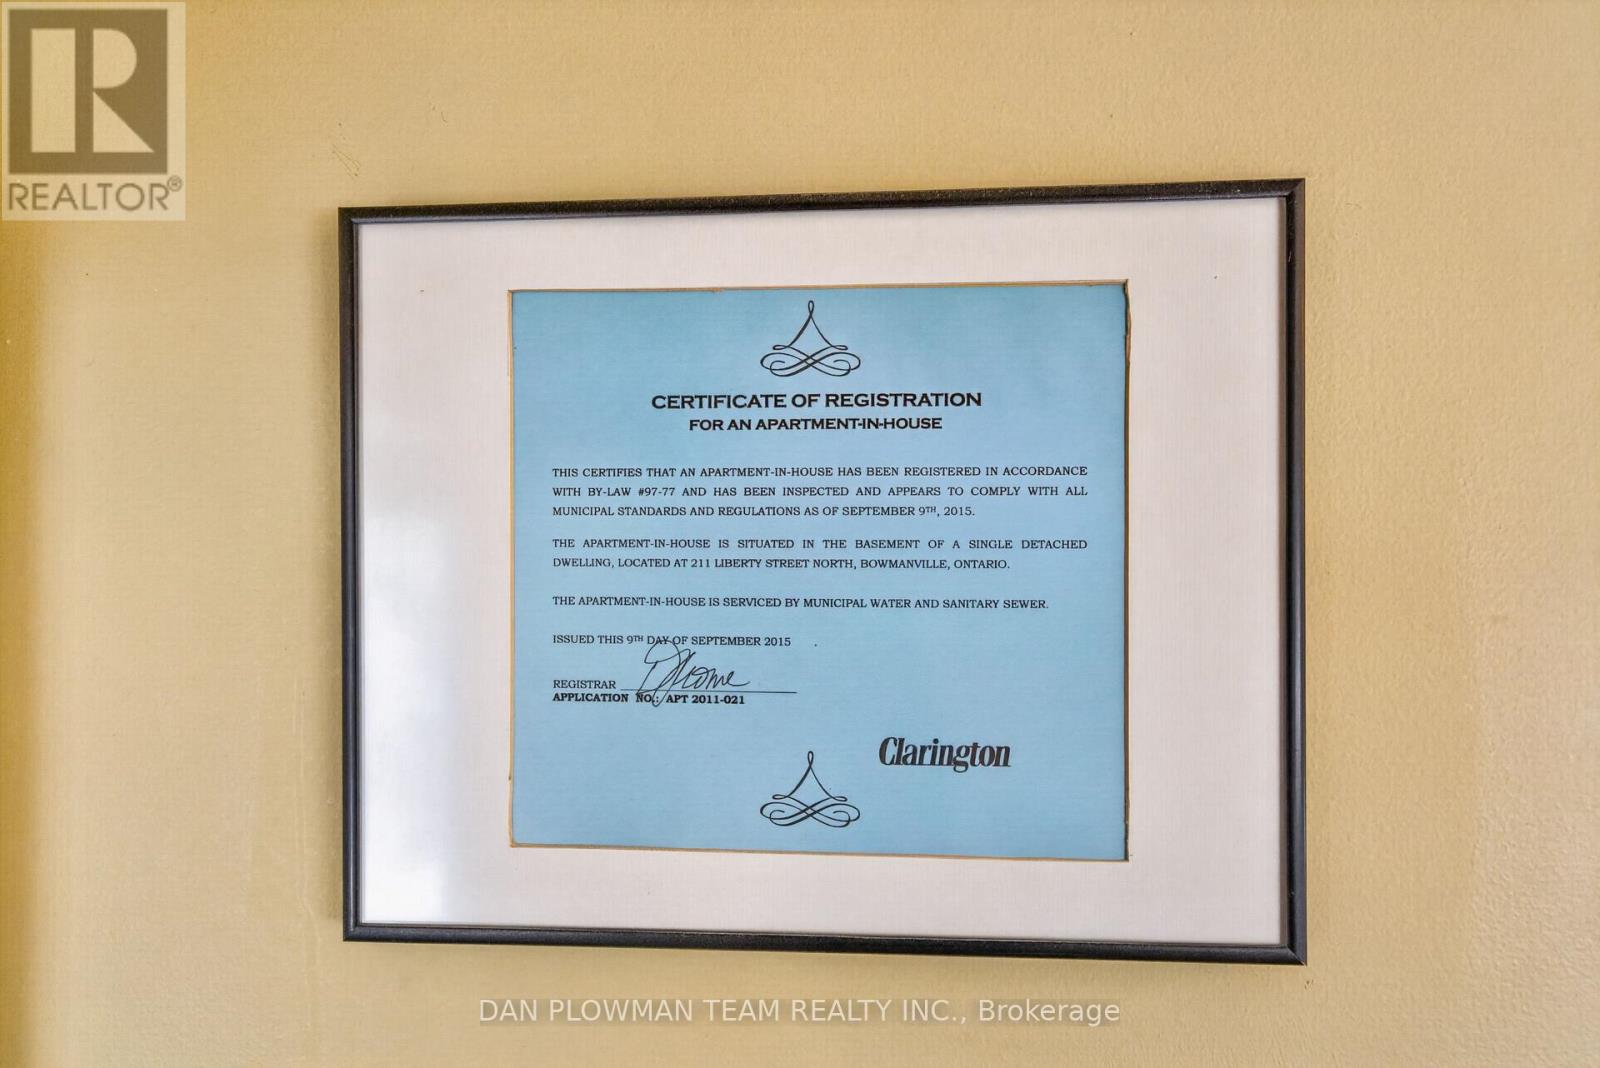 REALTOR®
CERTIFICATE OF REGISTRATION
FOR AN APARTMENT-IN-HOUSE
THIS CERTIFIES THAT AN APARTMENT-IN-HOUSE HAS BEEN REGISTERED IN ACCORDANCE
WITH BY-LAW #97-77 AND HAS BEEN INSPECTED AND APPEARS TO COMPLY WITH ALL
MUNICIPAL STANDARDS AND REGULATIONS AS OF SEPTEMBER 9TH, 2015.
THE APARTMENT-IN-HOUSE IS SITUATED IN THE BASEMENT OF A SINGLE DETACHED
DWELLING, LOCATED AT 211 LIBERTY STREET NORTH, BOWMANVILLE, ONTARIO.
THE APARTMENT-IN-HOUSE IS SERVICED BY MUNICIPAL WATER AND SANITARY SEWER.
ISSUED THIS 9TH DAY OF SEPTEMBER 2015
REGISTRAR
APPLICATION NO.: APT 2011-021
Clarington
DAN PLOWMAN TEAM REALTY INC., Brokerage